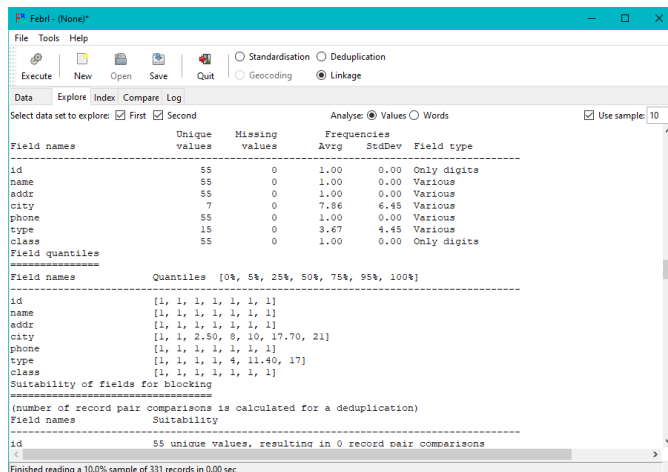 Febrl - (None)*
File Tools Help
Execute New Open Save Quit Standardisation Deduplication
Geocoding Linkage
Data Explore Index Compare Log
Select data set to explore: First Second Analyse: Values Words Use sample: 10
Unique Missing Frequencies
Field names values values Avrg StdDev Field type
--------------------------------------------------------------------------------
id 55 0 1.00 0.00 Only digits
name 55 0 1.00 0.00 Various
addr 55 0 1.00 0.00 Various
city 7 0 7.86 6.45 Various
phone 55 0 1.00 0.00 Various
type 15 0 3.67 4.45 Various
class 55 0 1.00 0.00 Only digits
Field quantiles
===============
Field names Quantiles [0%, 5%, 25%, 50%, 75%, 95%, 100%]
--------------------------------------------------------------------------------
id [1, 1, 1, 1, 1, 1, 1]
name [1, 1, 1, 1, 1, 1, 1]
addr [1, 1, 1, 1, 1, 1, 1]
city [1, 1, 2.50, 8, 10, 17.70, 21]
phone [1, 1, 1, 1, 1, 1, 1]
type [1, 1, 1, 1, 4, 11.40, 17]
class [1, 1, 1, 1, 1, 1, 1]
Suitability of fields for blocking
==================================
(number of record pair comparisons is calculated for a deduplication)
Field names Suitability
--------------------------------------------------------------------------------
id 55 unique values, resulting in 0 record pair comparisons
Finished reading a 10.0% sample of 331 records in 0.00 sec